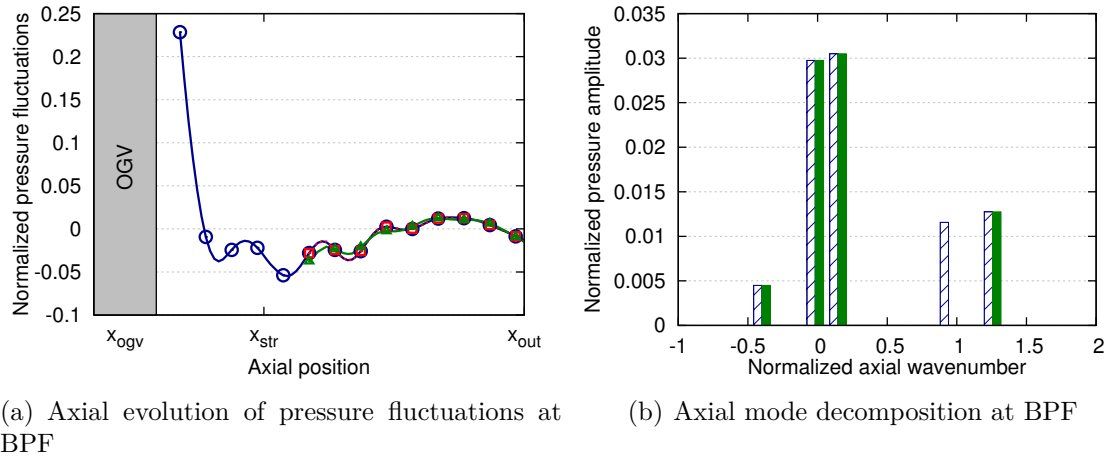 0.25
0.2
0.15
0.1
0.05
0
-0.05
-0.1
Normalized pressure fluctuations
OGV
x_ogv x_str x_out
Axial position
0.035
0.03
0.025
0.02
0.015
0.01
0.005
0
Normalized pressure amplitude
-1 -0.5 0 0.5 1 1.5 2
Normalized axial wavenumber
(a) Axial evolution of pressure fluctuations at
BPF
(b) Axial mode decomposition at BPF